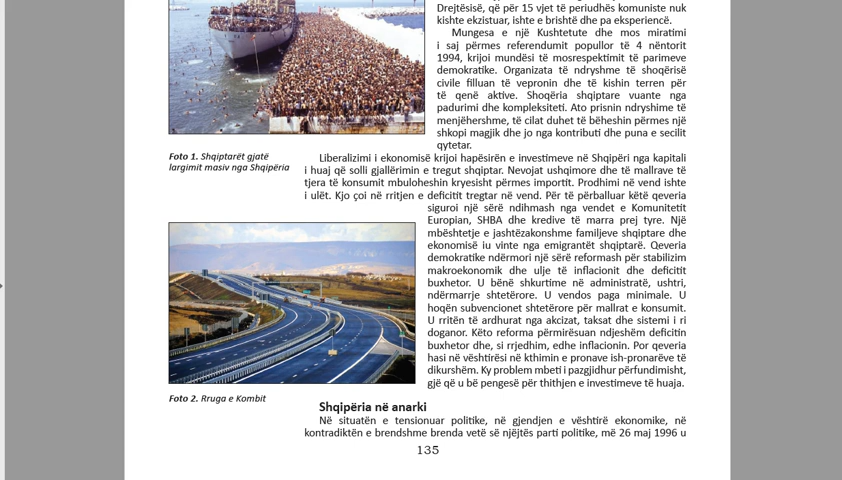 Drejtësisë, që për 15 vjet të periudhës komuniste nuk
kishte ekzistuar, ishte e brishtë dhe pa eksperiencë.
Mungesa e një Kushtetute dhe mos miratimi
i saj përmes referendumit popullor të 4 nëntorit
1994, krijoi mundësi të mosrespektimit të parimeve
demokratike. Organizata të ndryshme të shoqërisë
civile filluan të vepronin dhe të kishin terren për
të qenë aktive. Shoqëria shqiptare vuante nga
padurimi dhe kompleksiteti. Ato prisnin ndryshime të
menjëhershme, të cilat duhet të bëheshin përmes një
shkopi magjik dhe jo nga kontributi dhe puna e secilit
qytetar.
Foto 1. Shqiptarët gjatë
largimit masiv nga Shqipëria
Liberalizimi i ekonomisë krijoi hapësirën e investimeve në Shqipëri nga kapitali
i huaj që solli gjallërimin e tregut shqiptar. Nevojat ushqimore dhe të mallrave të
tjera të konsumit mbuloheshin kryesisht përmes importit. Prodhimi në vend ishte
i ulët. Kjo çoi në rritjen e deficitit tregtar në vend. Për të përballuar këtë qeveria
siguroi një sërë ndihmash nga vendet e Komunitetit
Europian, SHBA dhe kredive të marra prej tyre. Një
mbështetje e jashtëzakonshme familjeve shqiptare dhe
ekonomisë iu vinte nga emigrantët shqiptarë. Qeveria
demokratike ndërmori një sërë reformash për stabilizim
makroekonomik dhe ulje të inflacionit dhe deficitit
buxhetor. U bënë shkurtime në administratë, ushtri,
ndërmarrje shtetërore. U vendos paga minimale. U
hoqën subvencionet shtetërore për mallrat e konsumit.
U rritën të ardhurat nga akcizat, taksat dhe sistemi i ri
doganor. Këto reforma përmirësuan ndjeshëm deficitin
buxhetor dhe, si rrjedhim, edhe inflacionin. Por qeveria
hasi në vështirësi në kthimin e pronave ish-pronarëve të
dikurshëm. Ky problem mbeti i pazgjidhur përfundimisht,
gjë që u bë pengesë për thithjen e investimeve të huaja.
Foto 2. Rruga e Kombit
Shqipëria në anarki
Në situatën e tensionuar politike, në gjendjen e vështirë ekonomike, në
kontradiktën e brendshme brenda vetë së njëjtës parti politike, më 26 maj 1996 u
135